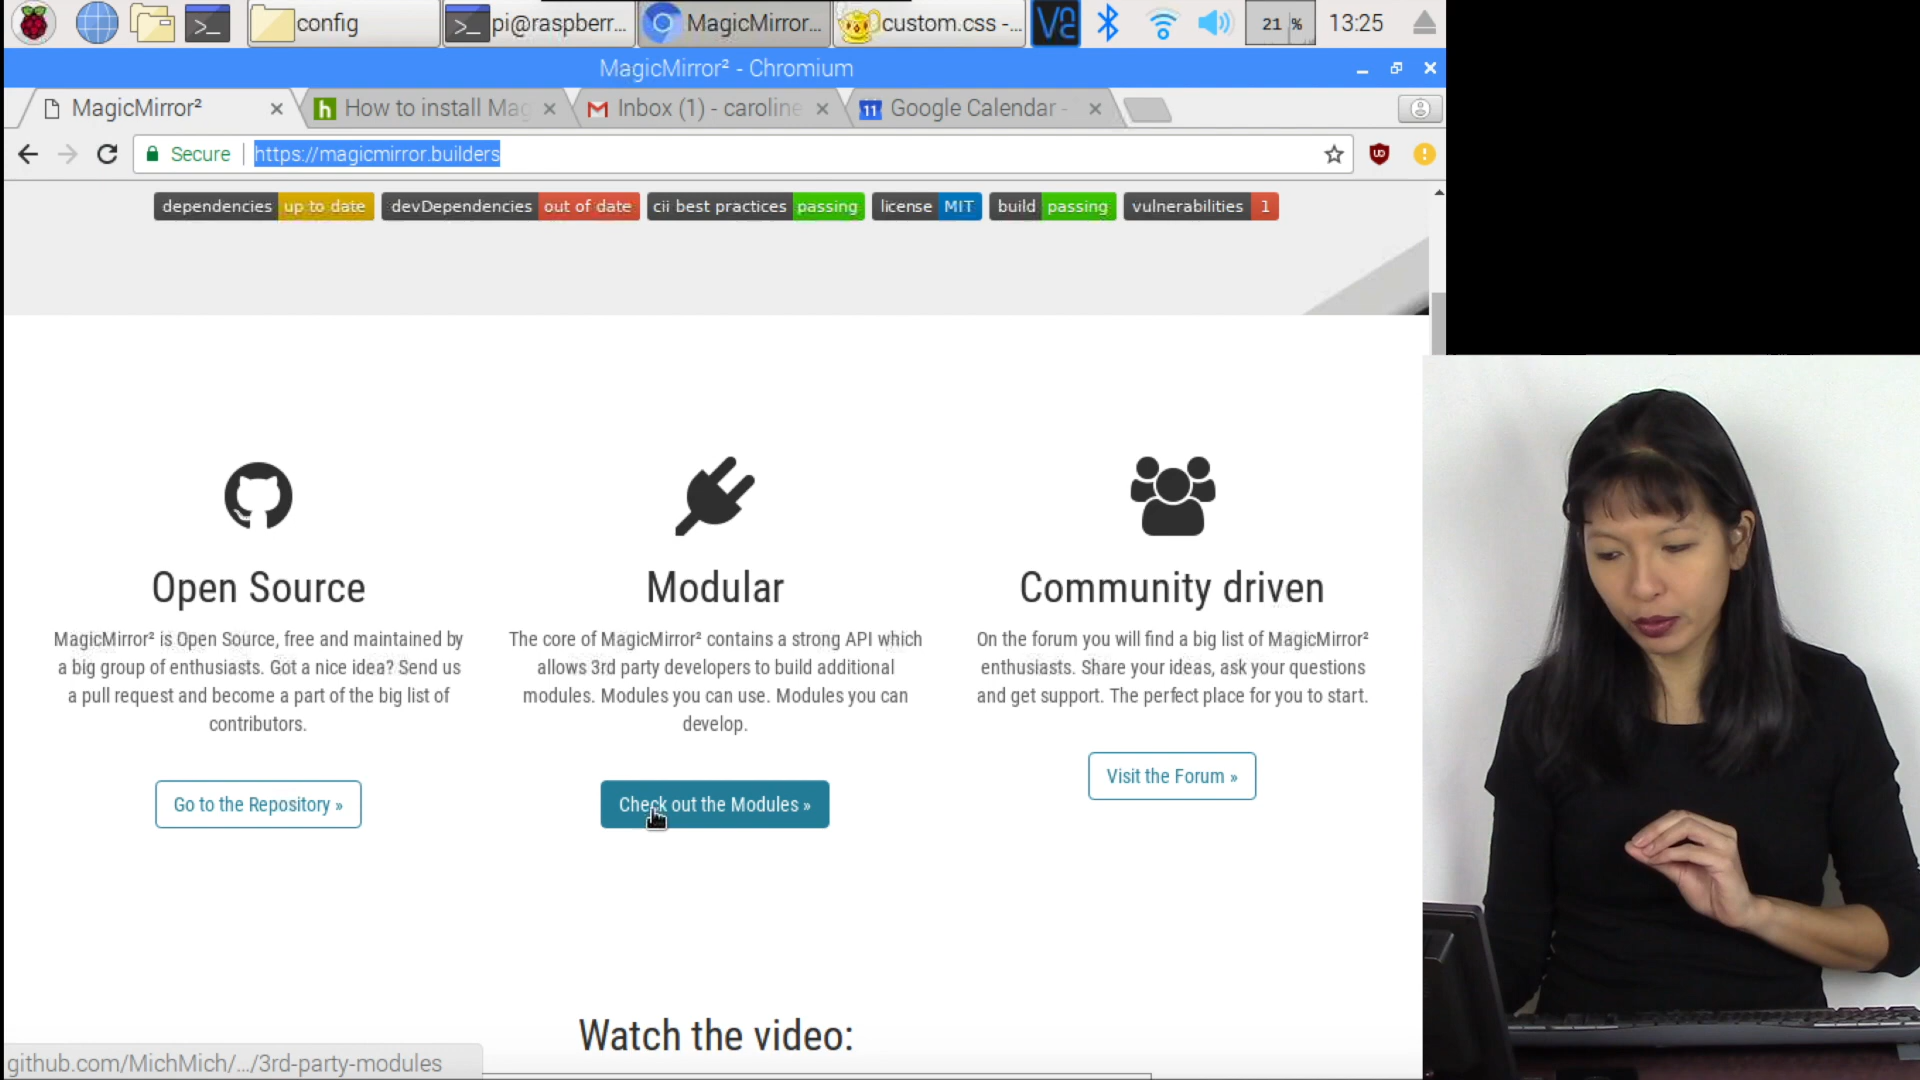 config
pi@raspberr...
MagicMirror...
custom.css -...
21 %
13:25
MagicMirror² - Chromium
MagicMirror²
How to install Mag
Inbox (1) - caroline
11
Google Calendar -
Secure
https://magicmirror.builders
dependencies up to date
devDependencies out of date
cii best practices passing
license MIT
build passing
vulnerabilities 1
Open Source
MagicMirror² is Open Source, free and maintained by
a big group of enthusiasts. Got a nice idea? Send us
a pull request and become a part of the big list of
contributors.
Go to the Repository »
Modular
The core of MagicMirror² contains a strong API which
allows 3rd party developers to build additional
modules. Modules you can use. Modules you can
develop.
Check out the Modules »
Community driven
On the forum you will find a big list of MagicMirror²
enthusiasts. Share your ideas, ask your questions
and get support. The perfect place for you to start.
Visit the Forum »
Watch the video:
github.com/MichMich/.../3rd-party-modules